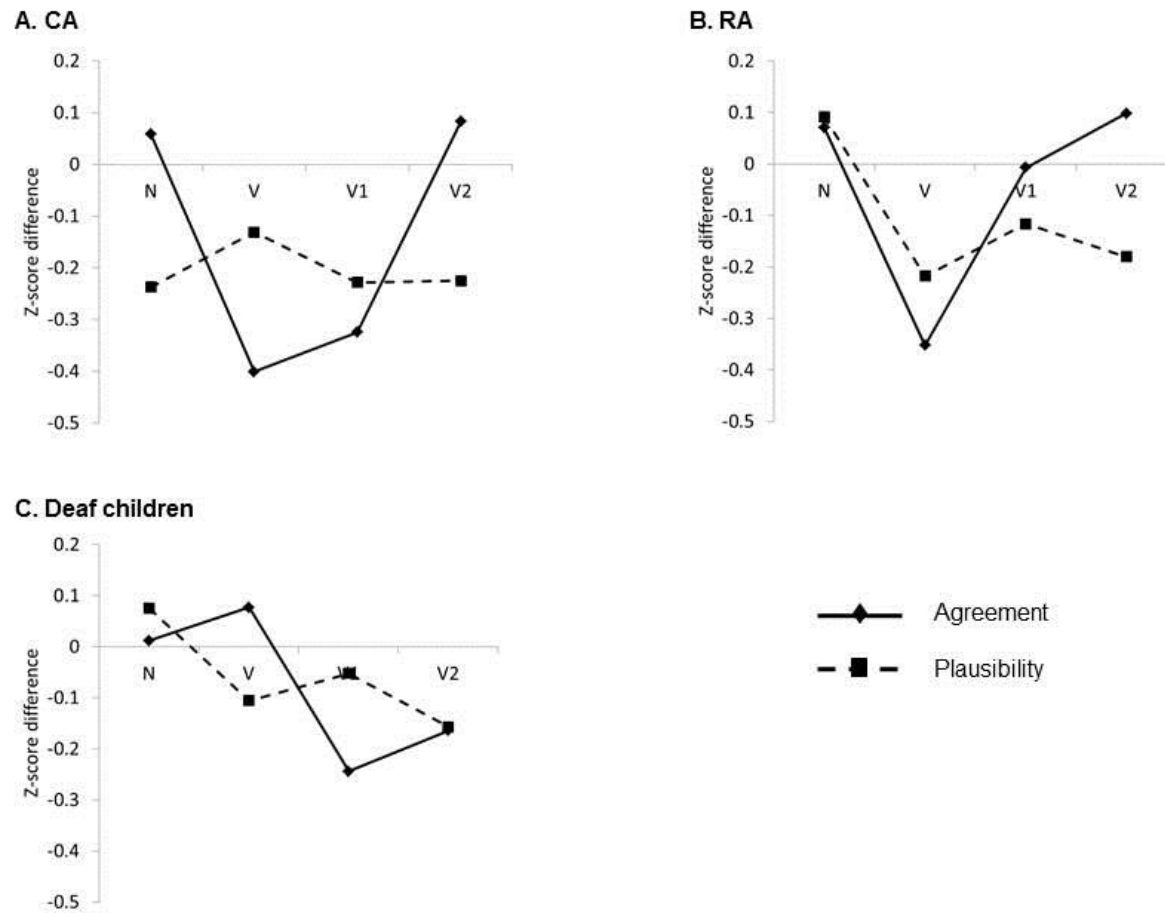 A. CA
0.2
0.1
0
-0.1
-0.2
-0.3
-0.4
-0.5
Z-score difference
N V V1 V2
B. RA
0.2
0.1
0
-0.1
-0.2
-0.3
-0.4
-0.5
Z-score difference
N V V1 V2
C. Deaf children
0.2
0.1
0
-0.1
-0.2
-0.3
-0.4
-0.5
Z-score difference
N V V2
Agreement
Plausibility